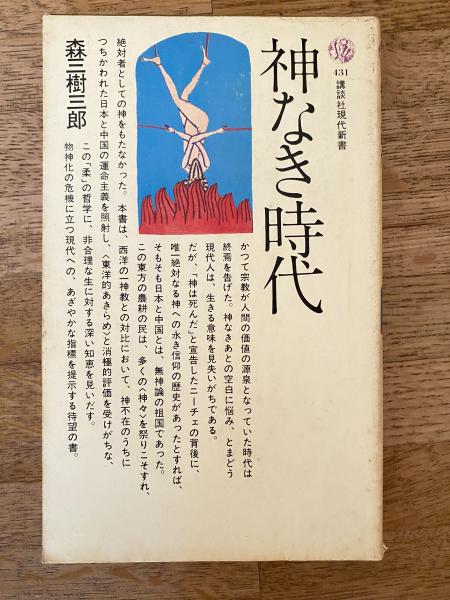 431 講談社現代新書
神なき時代
かつて宗教が人間の価値の源泉となっていた時代は
終焉を告げた。神なきあとの空白に悩み、とまどう
現代人は、生きる意味を見失いがちである。
だが、「神は死んだ」と宣告したニーチェの背後に、
唯一絶対なる神への永き信仰の歴史があったとすれば、
そもそも日本と中国とは、無神論の祖国であった。
この東方の農耕の民は、多くの〈神々〉を祭りこそすれ、
絶対者としての神をもたなかった。本書は、西洋の一神教との対比において、神不在のうちに
つちかわれた日本と中国の運命主義を照射し、〈東洋的あきらめ〉と消極的評価を受けがちな、
この「柔」の哲学に、非合理な生に対する深い知恵を見いだす。
物神化の危機に立つ現代への、あざやかな指標を提示する待望の書。
森三樹三郎